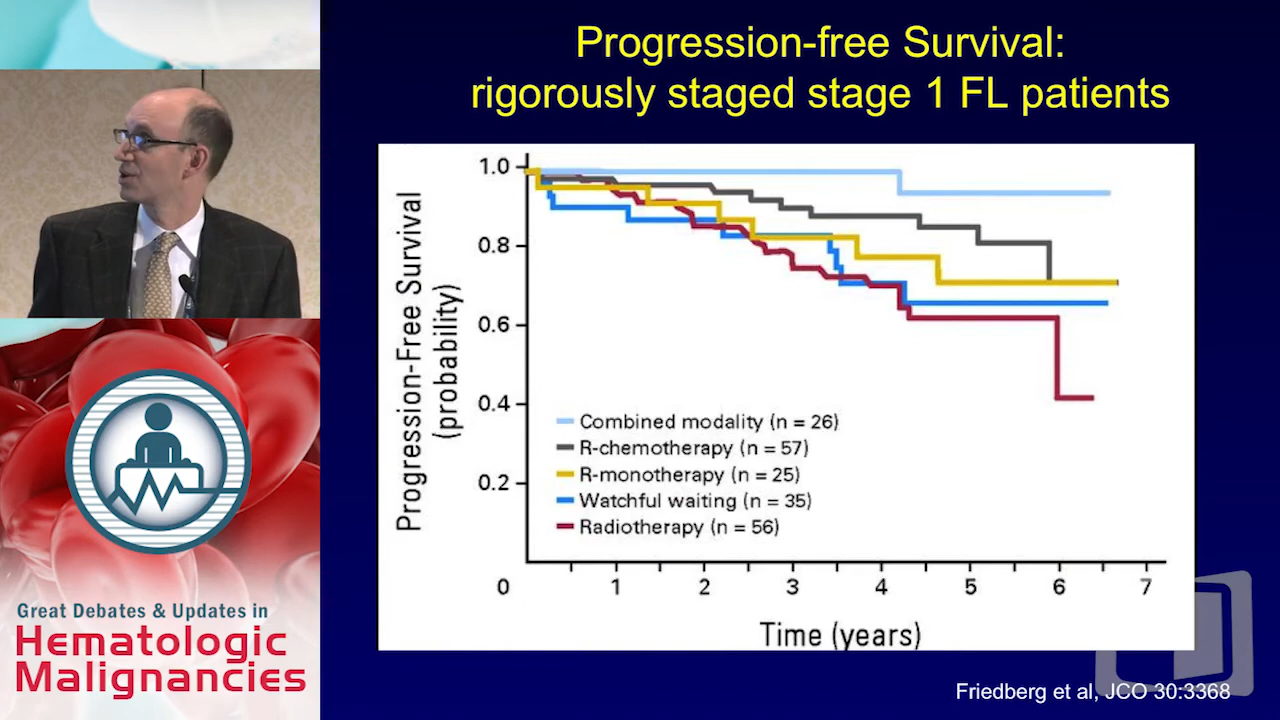 Progression-free Survival:
rigorously staged stage 1 FL patients
Progression-Free Survival
(probability)
1.0
0.8
0.6
0.4
0.2
0
Combined modality (n = 26)
R-chemotherapy (n = 57)
R-monotherapy (n = 25)
Watchful waiting (n = 35)
Radiotherapy (n = 56)
1 2 3 4 5 6 7
Time (years)
Friedberg et al, JCO 30:3368
Great Debates & Updates in
Hematologic
Malignancies